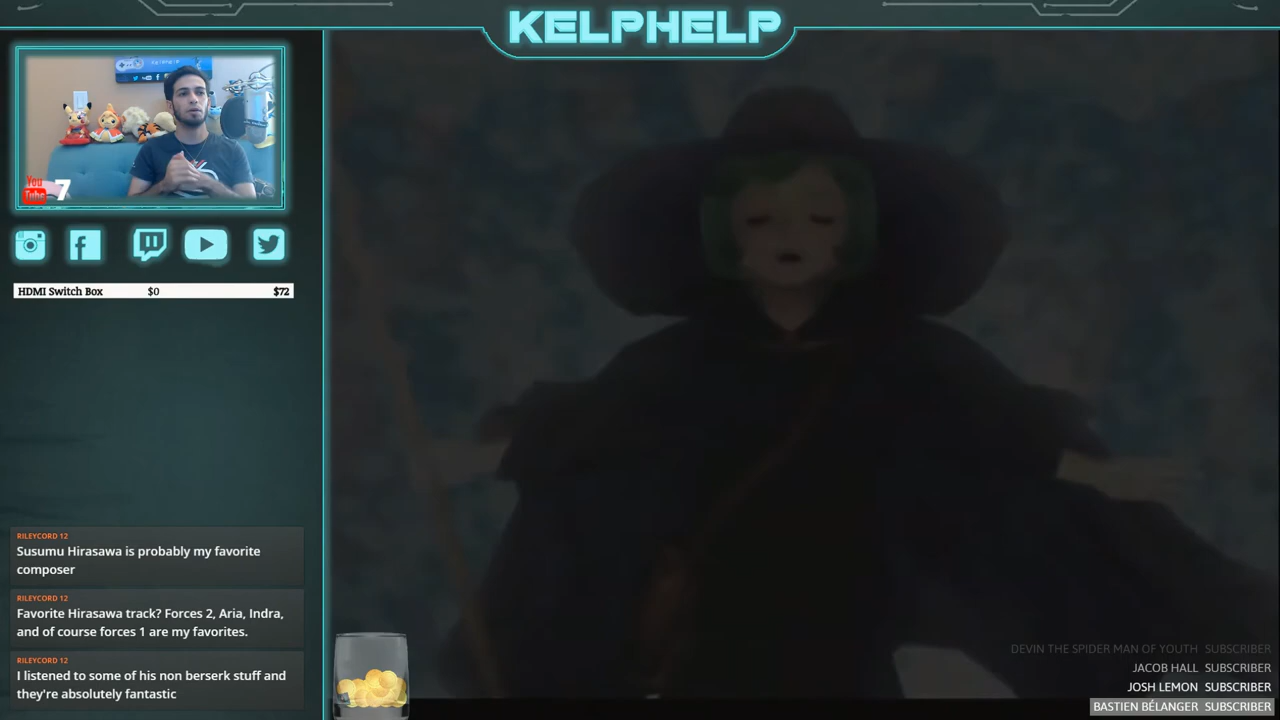 KELPHELP
You
Tube 7
HDMI Switch Box $0 $72
RILEYCORD 12
Susumu Hirasawa is probably my favorite
composer
RILEYCORD 12
Favorite Hirasawa track? Forces 2, Aria, Indra,
and of course forces 1 are my favorites.
RILEYCORD 12
I listened to some of his non berserk stuff and
they're absolutely fantastic
DEVIN THE SPIDER MAN OF YOUTH SUBSCRIBER
JACOB HALL SUBSCRIBER
JOSH LEMON SUBSCRIBER
BASTIEN BÉLANGER SUBSCRIBER